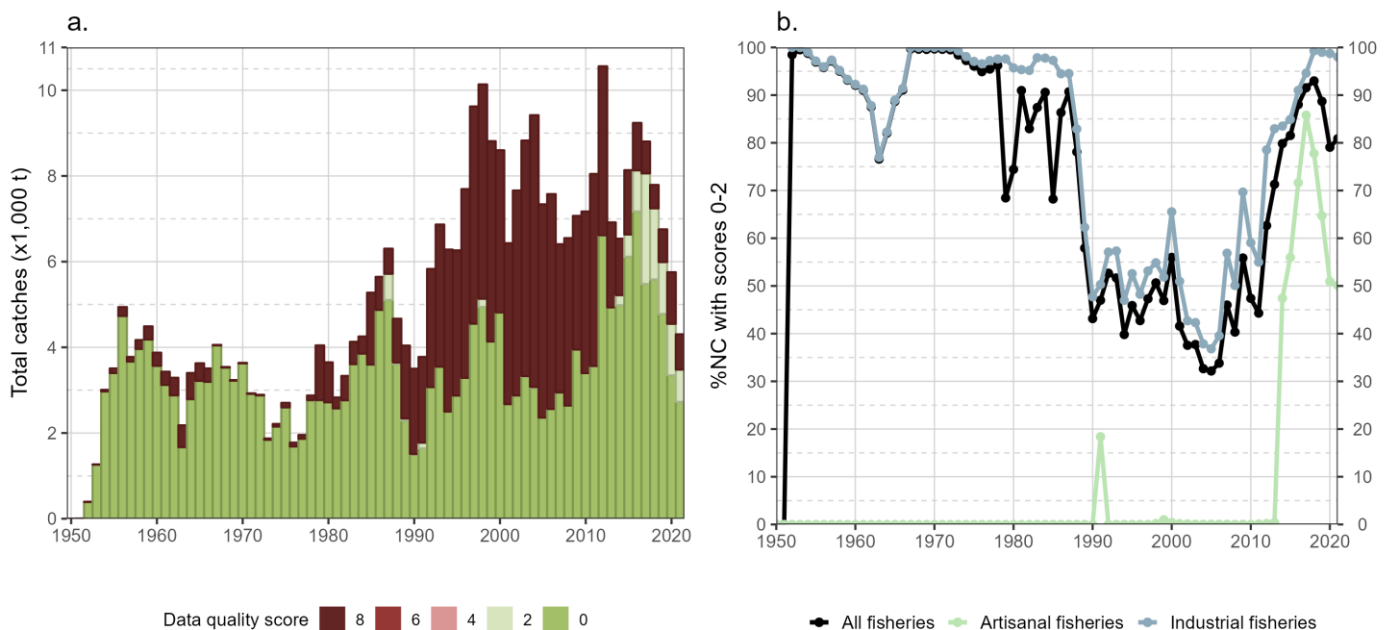 a.
Total catches (x1,000 t)
11
10
8
6
4
2
0
1950 1960 1970 1980 1990 2000 2010 2020
Data quality score 8 6 4 2 0
b.
%NC with scores 0-2
100 100
90 90
80 80
70 70
60 60
50 50
40 40
30 30
20 20
10 10
0 0
1950 1960 1970 1980 1990 2000 2010 2020
All fisheries Artisanal fisheries Industrial fisheries